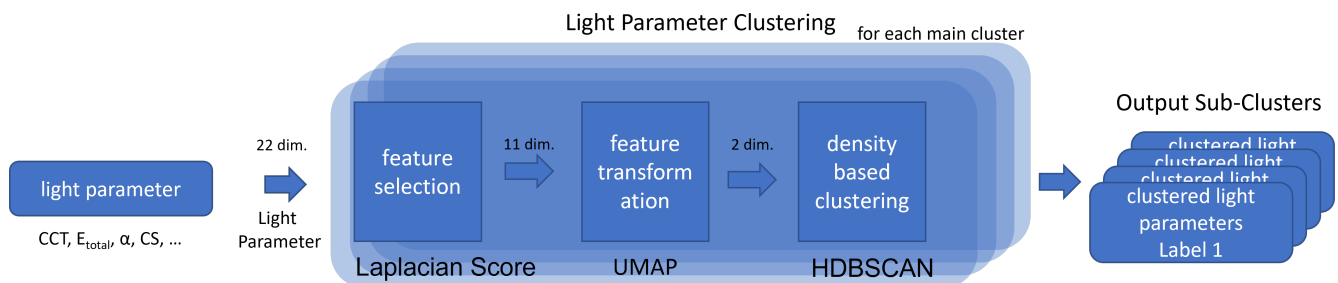 Light Parameter Clustering
for each main cluster
light parameter
CCT, Etotal, α, CS, ...
22 dim.
Light
Parameter
feature
selection
Laplacian Score
11 dim.
feature
transform
ation
UMAP
2 dim.
density
based
clustering
HDBSCAN
Output Sub-Clusters
clustered light
clustered light
clustered light
clustered light
parameters
Label 1